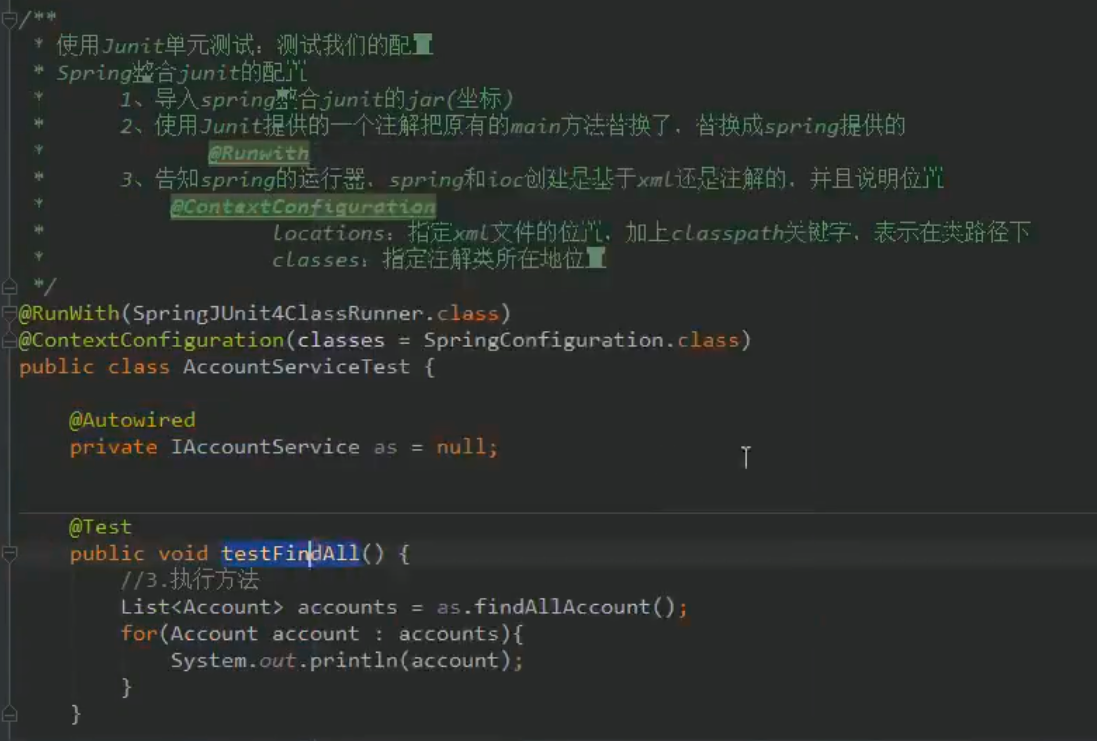 /**
 * 使用Junit单元测试：测试我们的配置
 * Spring整合junit的配置
 *      1、导入spring整合junit的jar(坐标)
 *      2、使用Junit提供的一个注解把原有的main方法替换了，替换成spring提供的
 *             @Runwith
 *      3、告知spring的运行器，spring和ioc创建是基于xml还是注解的，并且说明位置
 *          @ContextConfiguration
 *                  locations：指定xml文件的位置，加上classpath关键字，表示在类路径下
 *                  classes：指定注解类所在地位置
 */
@RunWith(SpringJUnit4ClassRunner.class)
@ContextConfiguration(classes = SpringConfiguration.class)
public class AccountServiceTest {
    @Autowired
    private IAccountService as = null;
    @Test
    public void testFindAll() {
        //3.执行方法
        List<Account> accounts = as.findAllAccount();
        for(Account account : accounts){
            System.out.println(account);
        }
    }